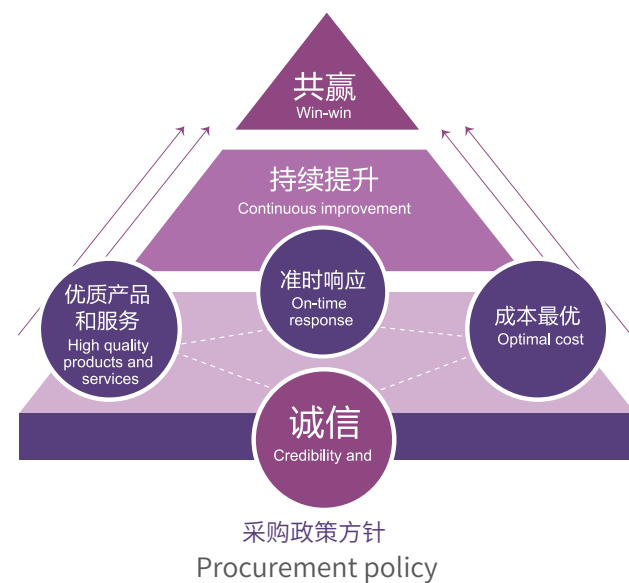 共赢
Win-win
持续提升
Continuous improvement
准时响应
On-time
response
优质产品
和服务
High quality
products and
services
成本最优
Optimal cost
诚信
Credibility and
采购政策方针
Procurement policy